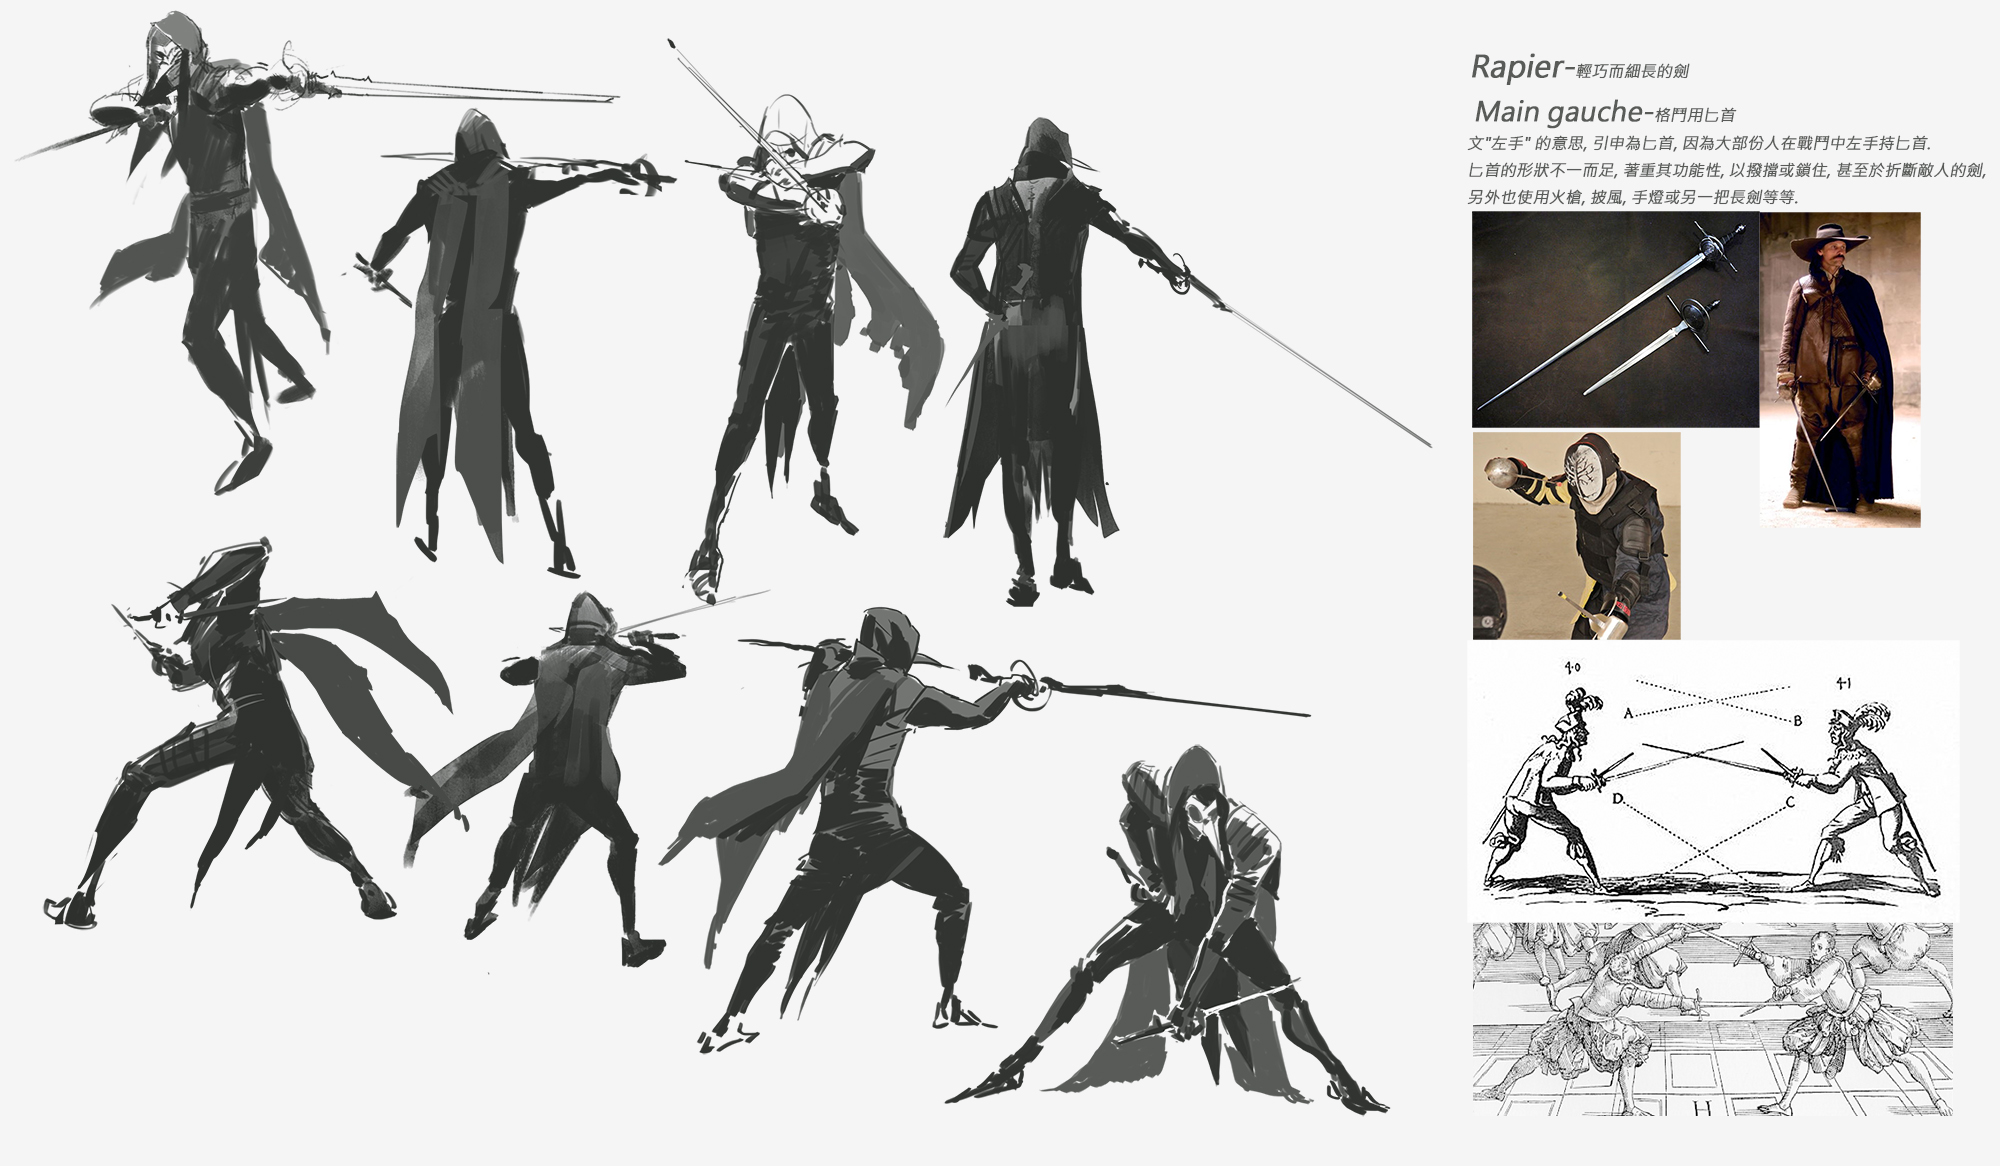 Rapier-輕巧而細長的劍
Main gauche-格鬥用匕首
文"左手" 的意思, 引申為匕首, 因為大部份人在戰鬥中左手持匕首.
匕首的形狀不一而足, 著重其功能性, 以撥擋或鎖住, 甚至於折斷敵人的劍,
另外也使用火槍, 披風, 手燈或另一把長劍等等.
40
41
A
B
D
C
H